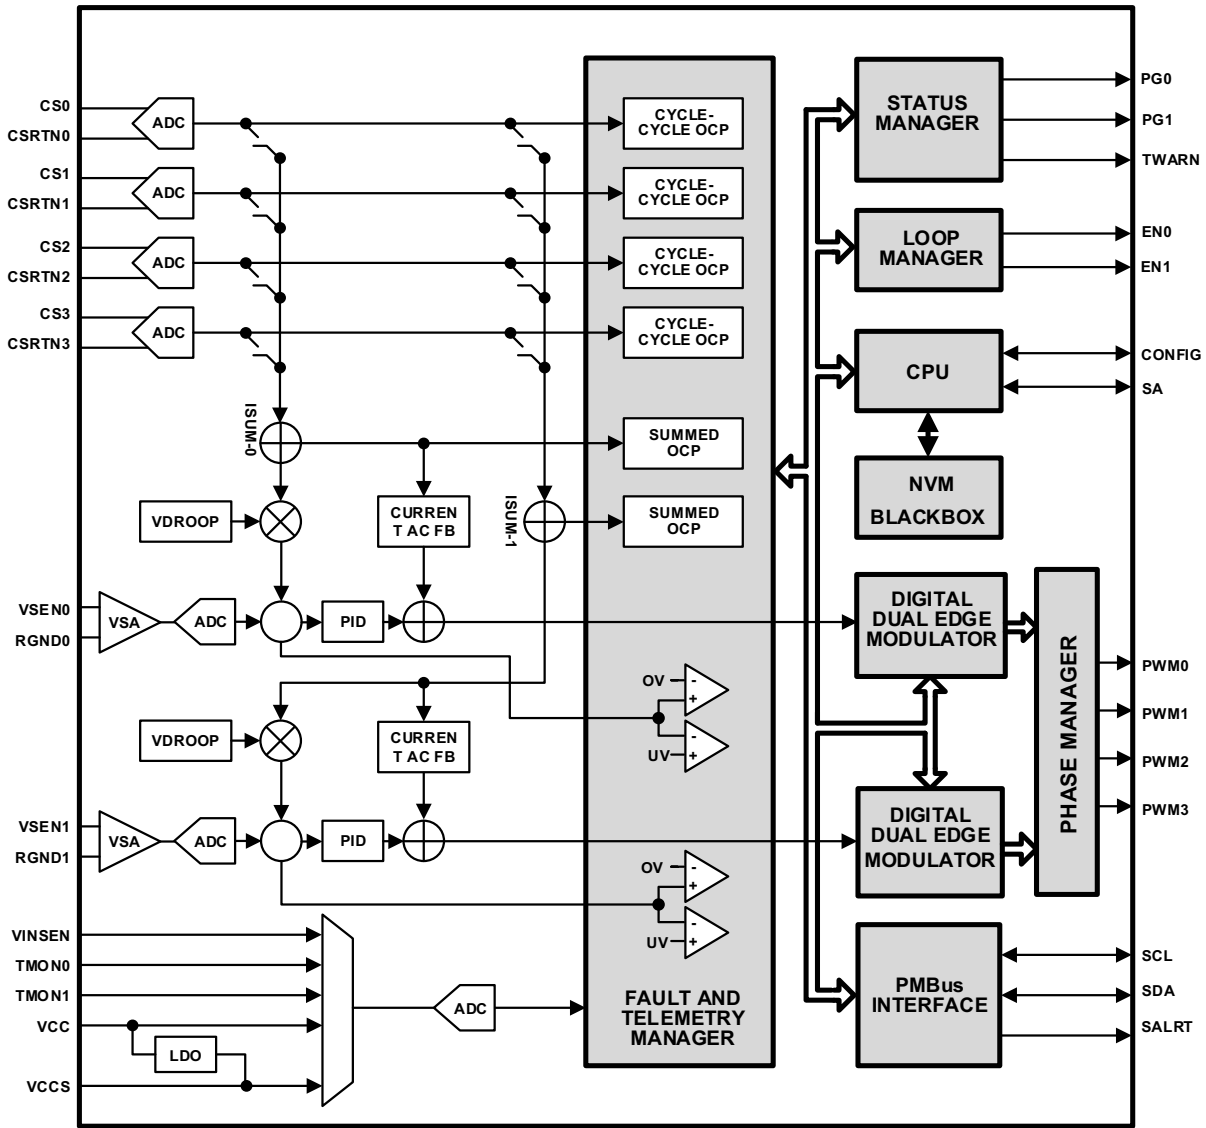 CS0
CSRTN0
ADC
CYCLE-
CYCLE OCP
CS1
CSRTN1
ADC
CYCLE-
CYCLE OCP
CS2
CSRTN2
ADC
CYCLE-
CYCLE OCP
CS3
CSRTN3
ADC
CYCLE-
CYCLE OCP
ISUM-0
SUMMED
OCP
VDROOP
CURREN
T AC FB
ISUM-1
SUMMED
OCP
VSEN0
RGND0
VSA
ADC
PID
OV
-
+
UV
-
+
VDROOP
CURREN
T AC FB
VSEN1
RGND1
VSA
ADC
PID
OV
-
+
UV
-
+
VINSEN
TMON0
TMON1
VCC
LDO
VCCS
ADC
FAULT AND
TELEMETRY
MANAGER
STATUS
MANAGER
PG0
PG1
TWARN
LOOP
MANAGER
EN0
EN1
CPU
CONFIG
SA
NVM
BLACKBOX
DIGITAL
DUAL EDGE
MODULATOR
DIGITAL
DUAL EDGE
MODULATOR
PHASE MANAGER
PWM0
PWM1
PWM2
PWM3
PMBus
INTERFACE
SCL
SDA
SALRT